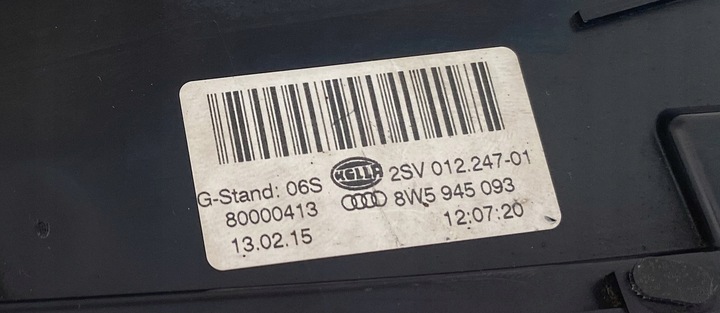 G-Stand: 06S HELLA 2SV 012.247-01
80000413 8W5 945 093
13.02.15 12:07:20